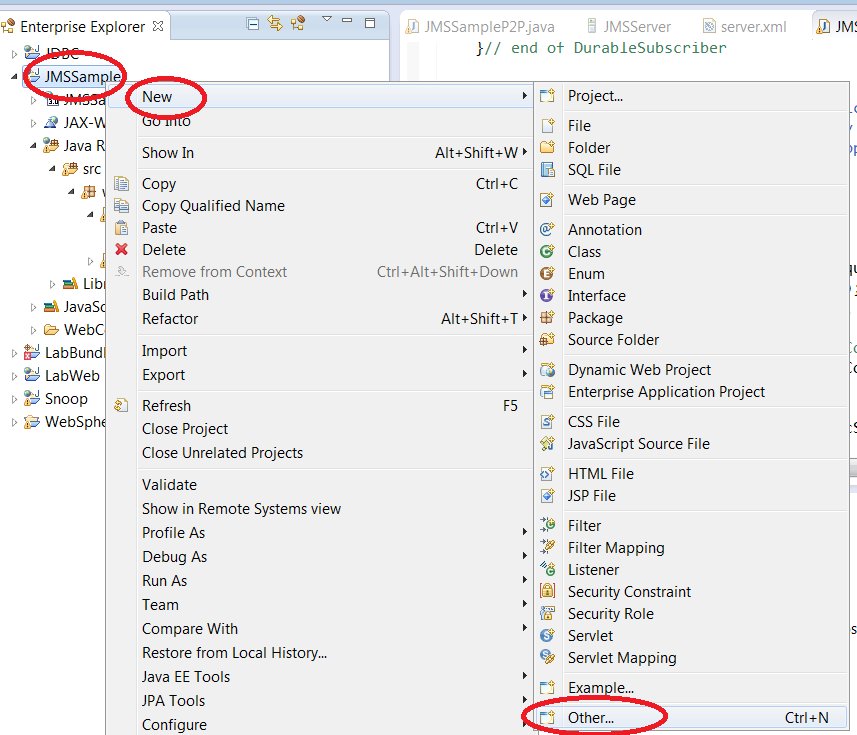 Enterprise Explorer
JMSSampleP2P.java
JMSServer
server.xml
JMS
}// end of DurableSubscriber
JDBC
JMSSample
JMSSa
JAX-W
Java R
src
Libr
JavaSc
WebCo
LabBundl
LabWeb
Snoop
WebSphe
New
Go Into
Show In Alt+Shift+W
Copy Ctrl+C
Copy Qualified Name
Paste Ctrl+V
Delete Delete
Remove from Context Ctrl+Alt+Shift+Down
Build Path
Refactor Alt+Shift+T
Import
Export
Refresh F5
Close Project
Close Unrelated Projects
Validate
Show in Remote Systems view
Profile As
Debug As
Run As
Team
Compare With
Restore from Local History...
Java EE Tools
JPA Tools
Configure
Project...
File
Folder
SQL File
Web Page
Annotation
Class
Enum
Interface
Package
Source Folder
Dynamic Web Project
Enterprise Application Project
CSS File
JavaScript Source File
HTML File
JSP File
Filter
Filter Mapping
Listener
Security Constraint
Security Role
Servlet
Servlet Mapping
Example...
Other... Ctrl+N